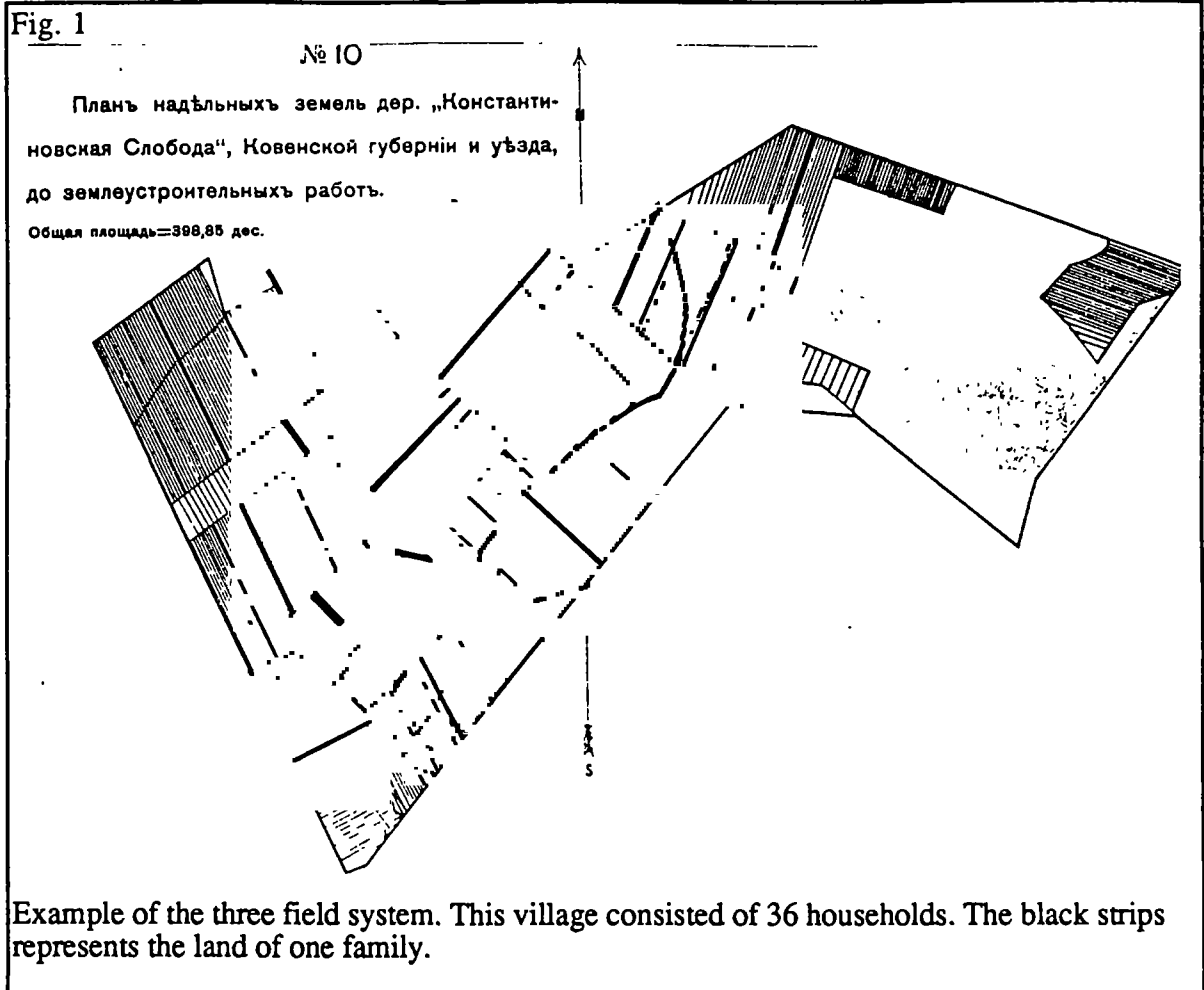 Fig. 1
№ 10
Планъ надѣльныхъ земель дер. „Константи-
новская Слобода“, Ковенской губерніи и уѣзда,
до землеустроительныхъ работъ.
Общая площадь=398,85 дес.
S
Example of the three field system. This village consisted of 36 households. The black strips
represents the land of one family.